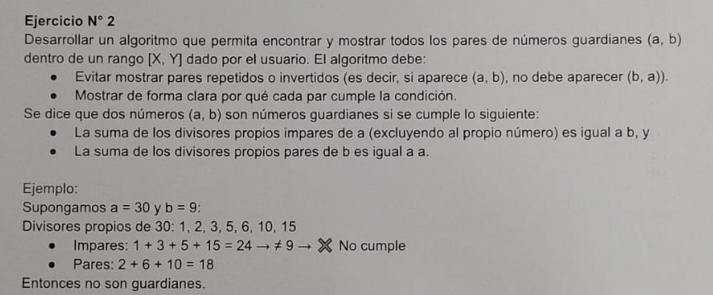 Ejercicio N° 2
Desarrollar un algoritmo que permita encontrar y mostrar todos los pares de números guardianes (a, b)
dentro de un rango [X, Y] dado por el usuario. El algoritmo debe:
• Evitar mostrar pares repetidos o invertidos (es decir, si aparece (a, b), no debe aparecer (b, a)).
• Mostrar de forma clara por qué cada par cumple la condición.
Se dice que dos números (a, b) son números guardianes si se cumple lo siguiente:
• La suma de los divisores propios impares de a (excluyendo al propio número) es igual a b, y
• La suma de los divisores propios pares de b es igual a a.
Ejemplo:
Supongamos a = 30 y b = 9:
Divisores propios de 30: 1, 2, 3, 5, 6, 10, 15
• Impares: 1 + 3 + 5 + 15 = 24 → ≠ 9 → ❌ No cumple
• Pares: 2 + 6 + 10 = 18
Entonces no son guardianes.